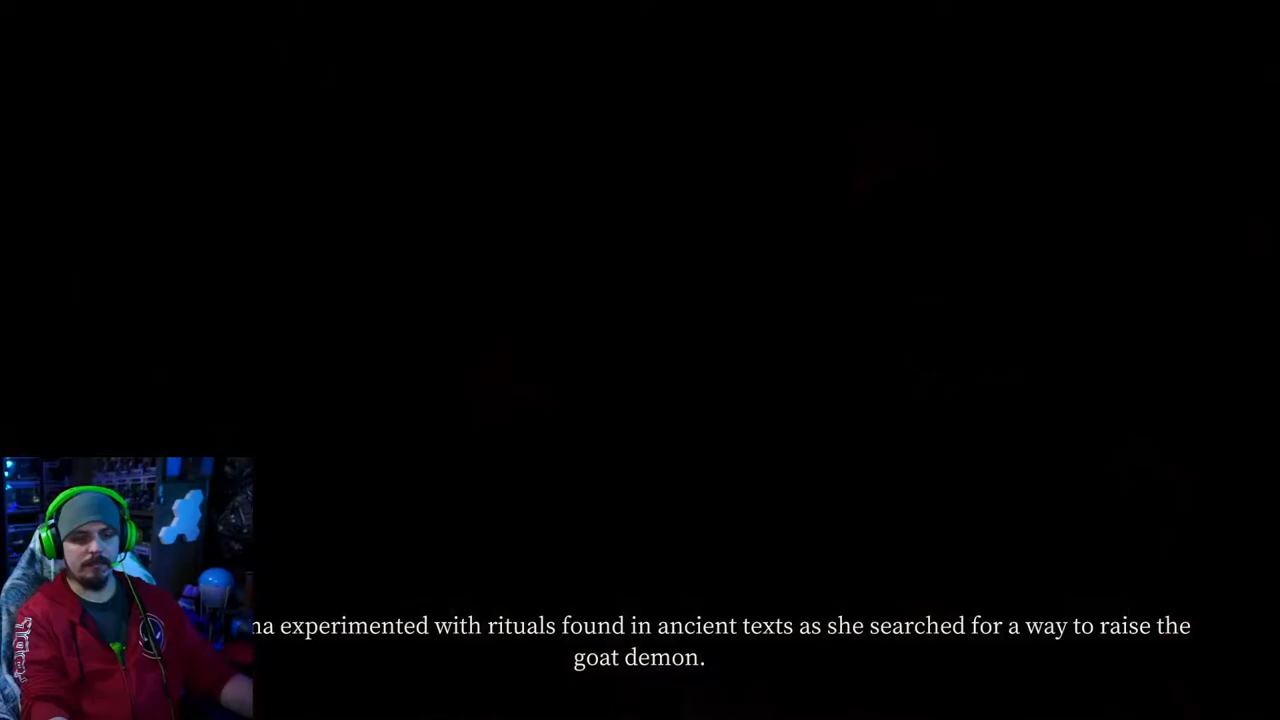 experimented with rituals found in ancient texts as she searched for a way to raise the
goat demon.